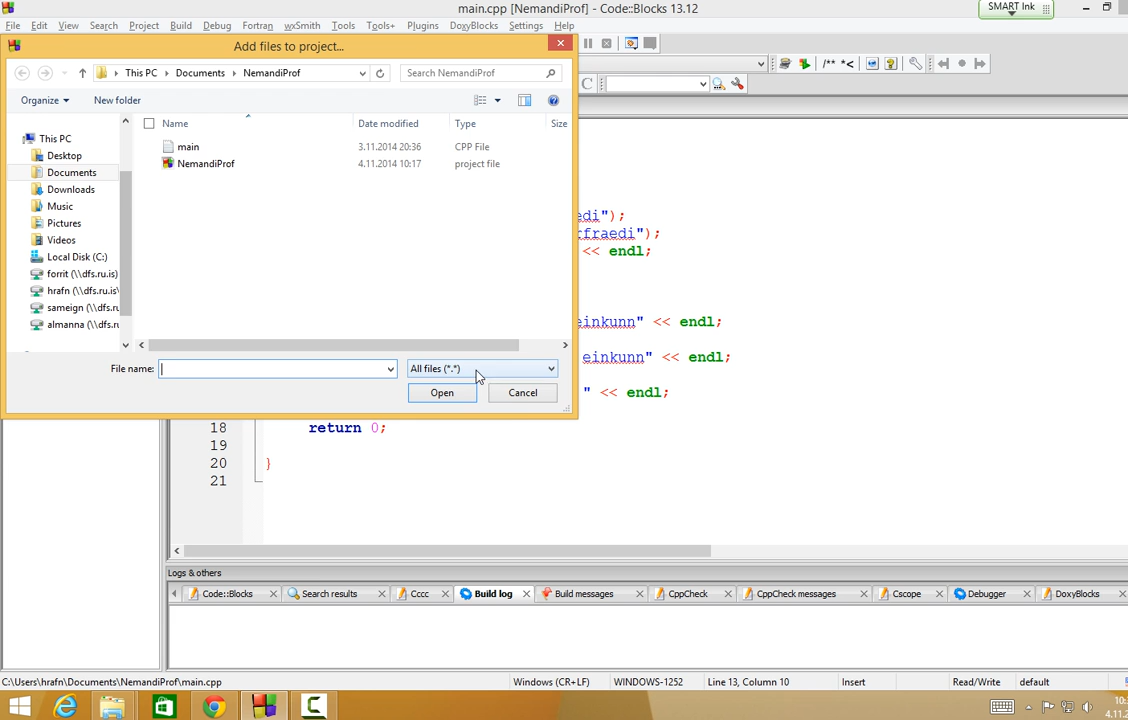 main.cpp [NemandiProf] - Code::Blocks 13.12
SMART Ink
File Edit View Search Project Build Debug Fortran wxSmith Tools Tools+ Plugins DoxyBlocks Settings Help
Add files to project...
This PC Documents NemandiProf
Search NemandiProf
Organize New folder
Name Date modified Type Size
main 3.11.2014 20:36 CPP File
NemandiProf 4.11.2014 10:17 project file
This PC
Desktop
Documents
Downloads
Music
Pictures
Videos
Local Disk (C:)
forrit (\\dfs.ru.is)
hrafn (\\dfs.ru.is\
sameign (\\dfs.ru
almanna (\\dfs.ru
File name: All files (*.*)
Open Cancel
/** *<
C
edi");
rfraedi");
<< endl;
einkunn" << endl;
einkunn" << endl;
" << endl;
18 return 0;
19
20 }
21
Logs & others
Code::Blocks Search results Cccc Build log Build messages CppCheck CppCheck messages Cscope Debugger DoxyBlocks
C:\Users\hrafn\Documents\NemandiProf\main.cpp Windows (CR+LF) WINDOWS-1252 Line 13, Column 10 Insert Read/Write default
10:
4.11.2